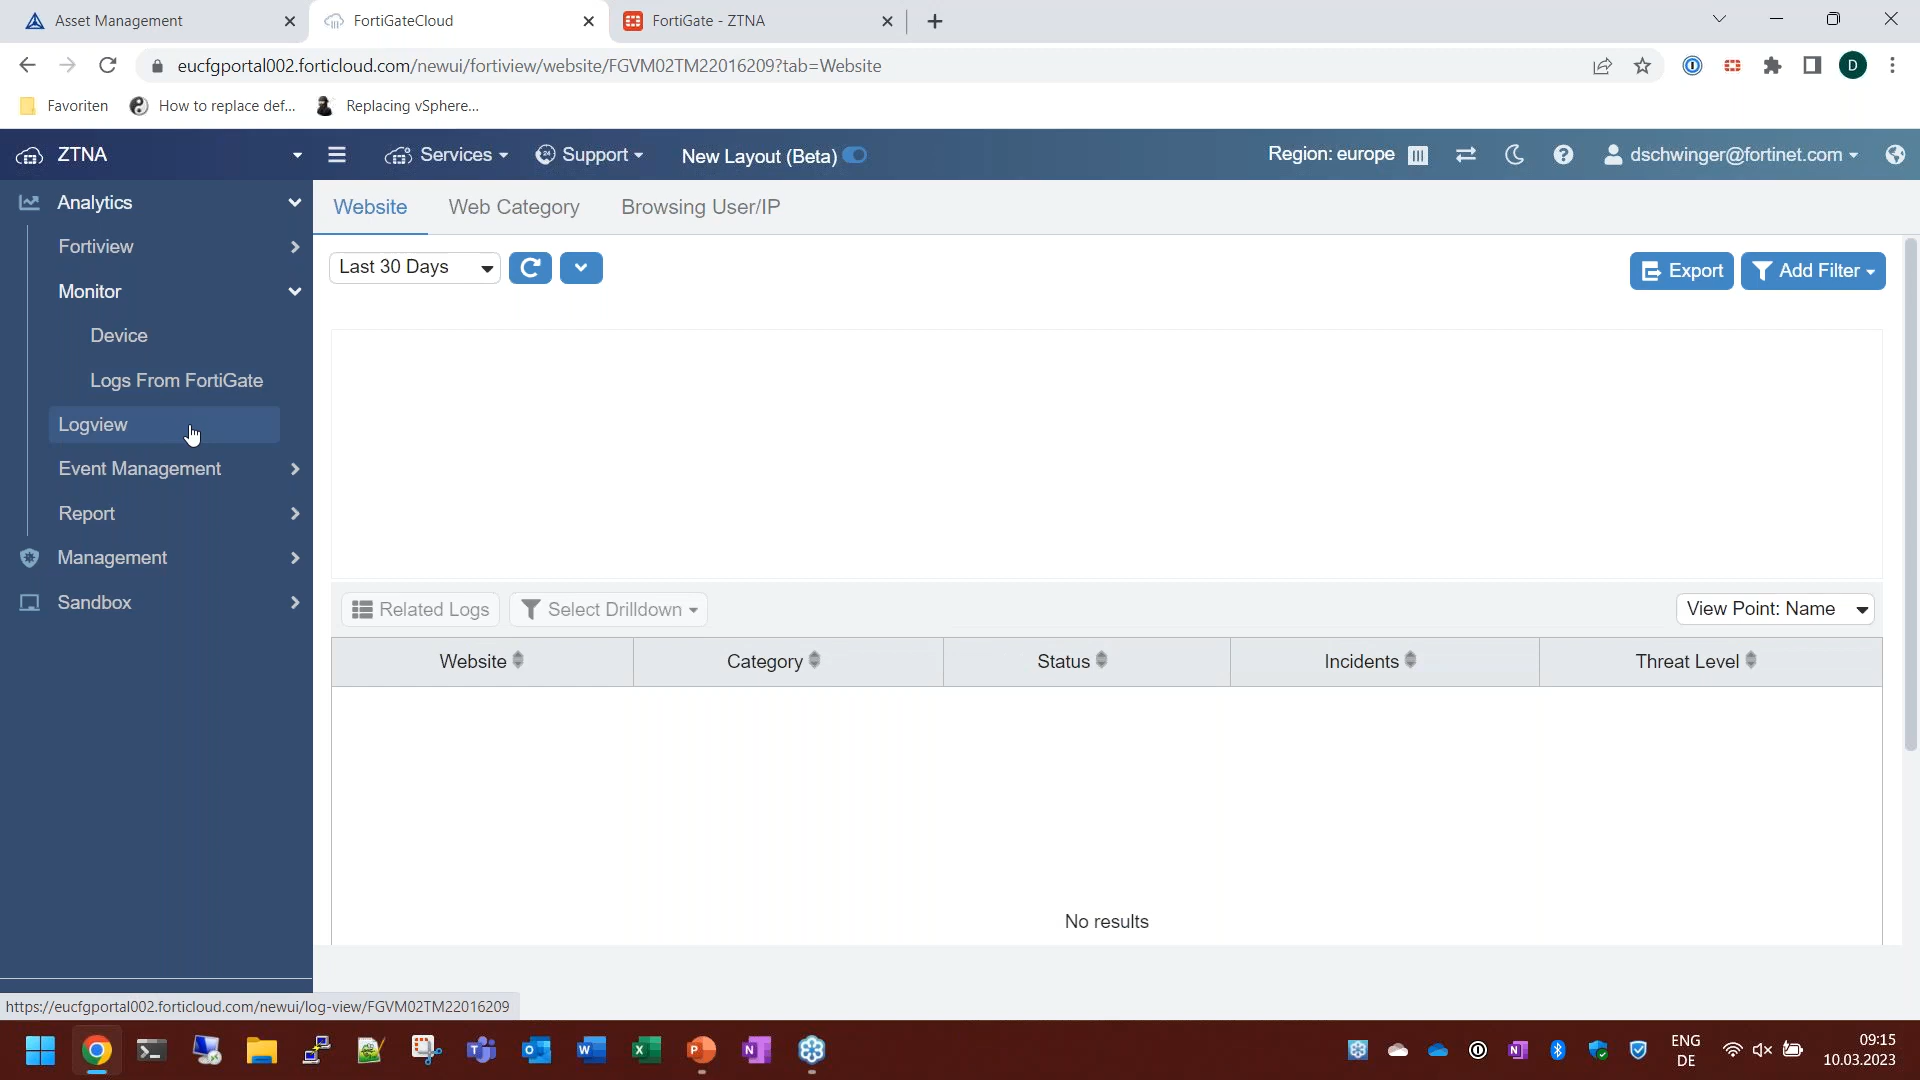 Asset Management
FortiGateCloud
FortiGate - ZTNA
eucfgportal002.forticloud.com/newui/fortiview/website/FGVM02TM22016209?tab=Website
D
Favoriten
How to replace def...
Replacing vSphere...
ZTNA
Services
Support
New Layout (Beta)
Region: europe
dschwinger@fortinet.com
Analytics
Fortiview
Monitor
Device
Logs From FortiGate
Logview
Event Management
Report
Management
Sandbox
Website
Web Category
Browsing User/IP
Last 30 Days
Export
Add Filter
Related Logs
Select Drilldown
View Point: Name
Website
Category
Status
Incidents
Threat Level
No results
https://eucfgportal002.forticloud.com/newui/log-view/FGVM02TM22016209
ENG
DE
09:15
10.03.2023